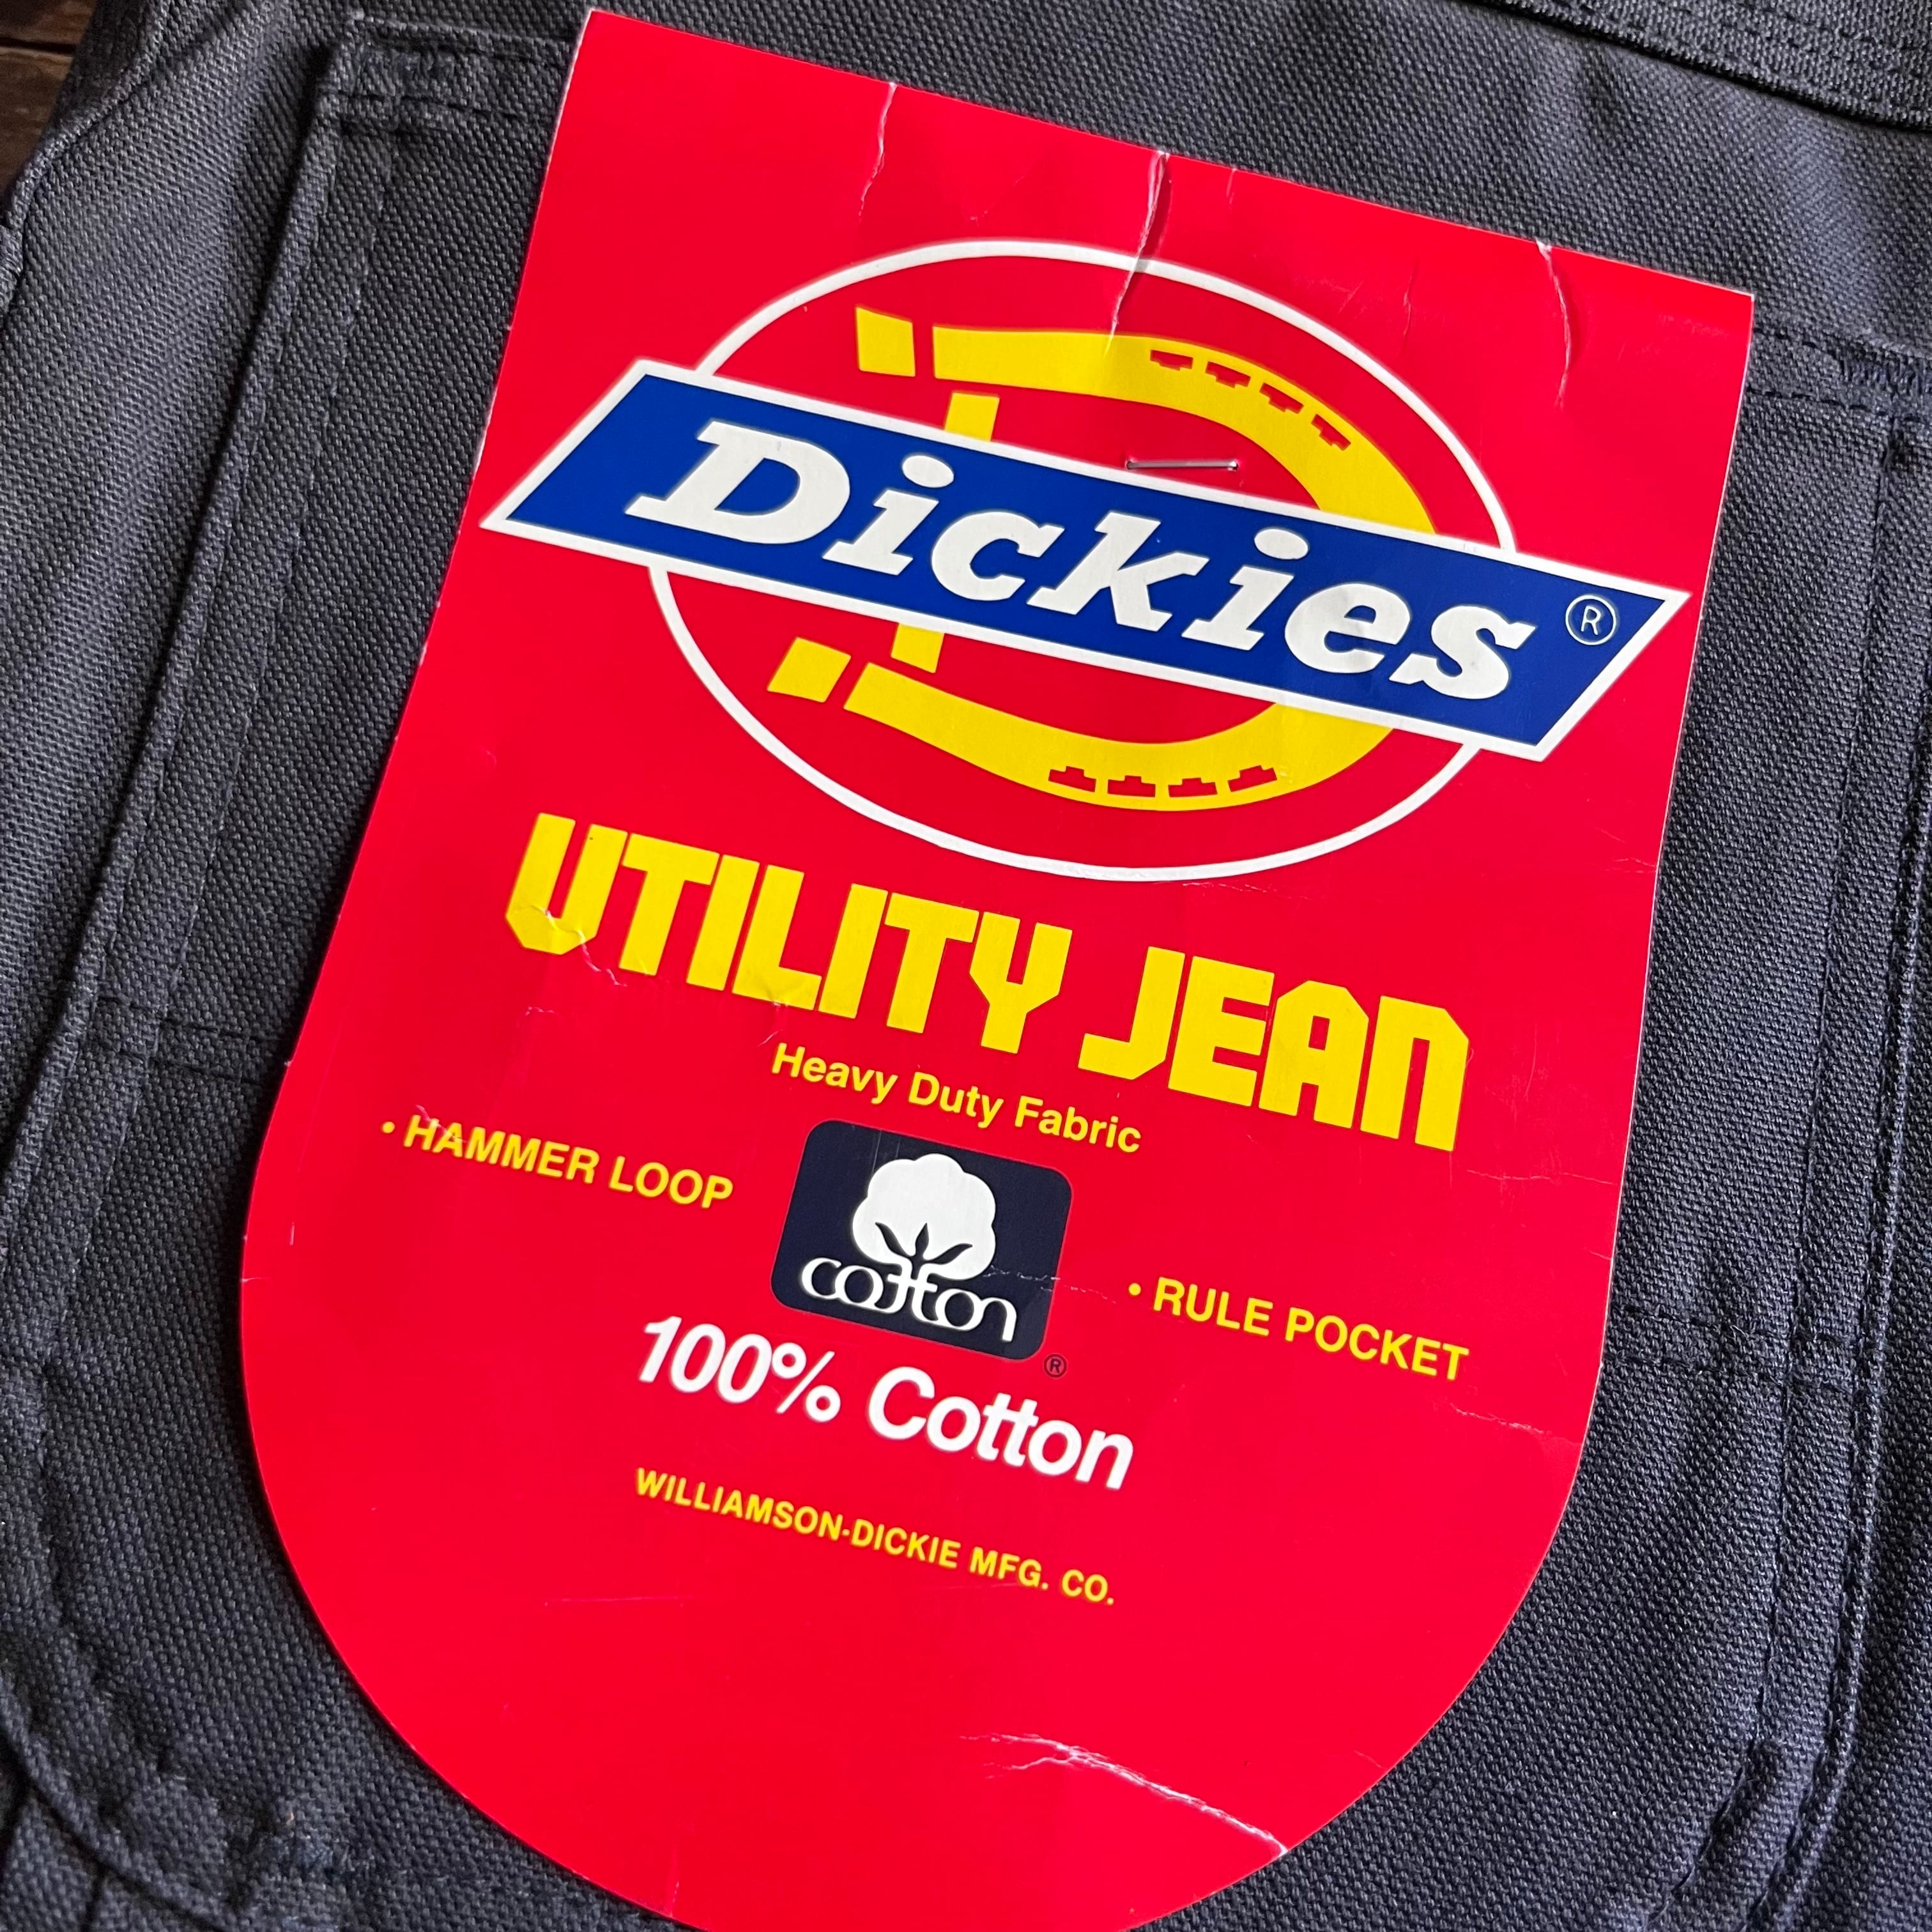 Dickies ®
UTILITY JEAN
Heavy Duty Fabric
• HAMMER LOOP
cotton
®
• RULE POCKET
100% Cotton
WILLIAMSON-DICKIE MFG. CO.